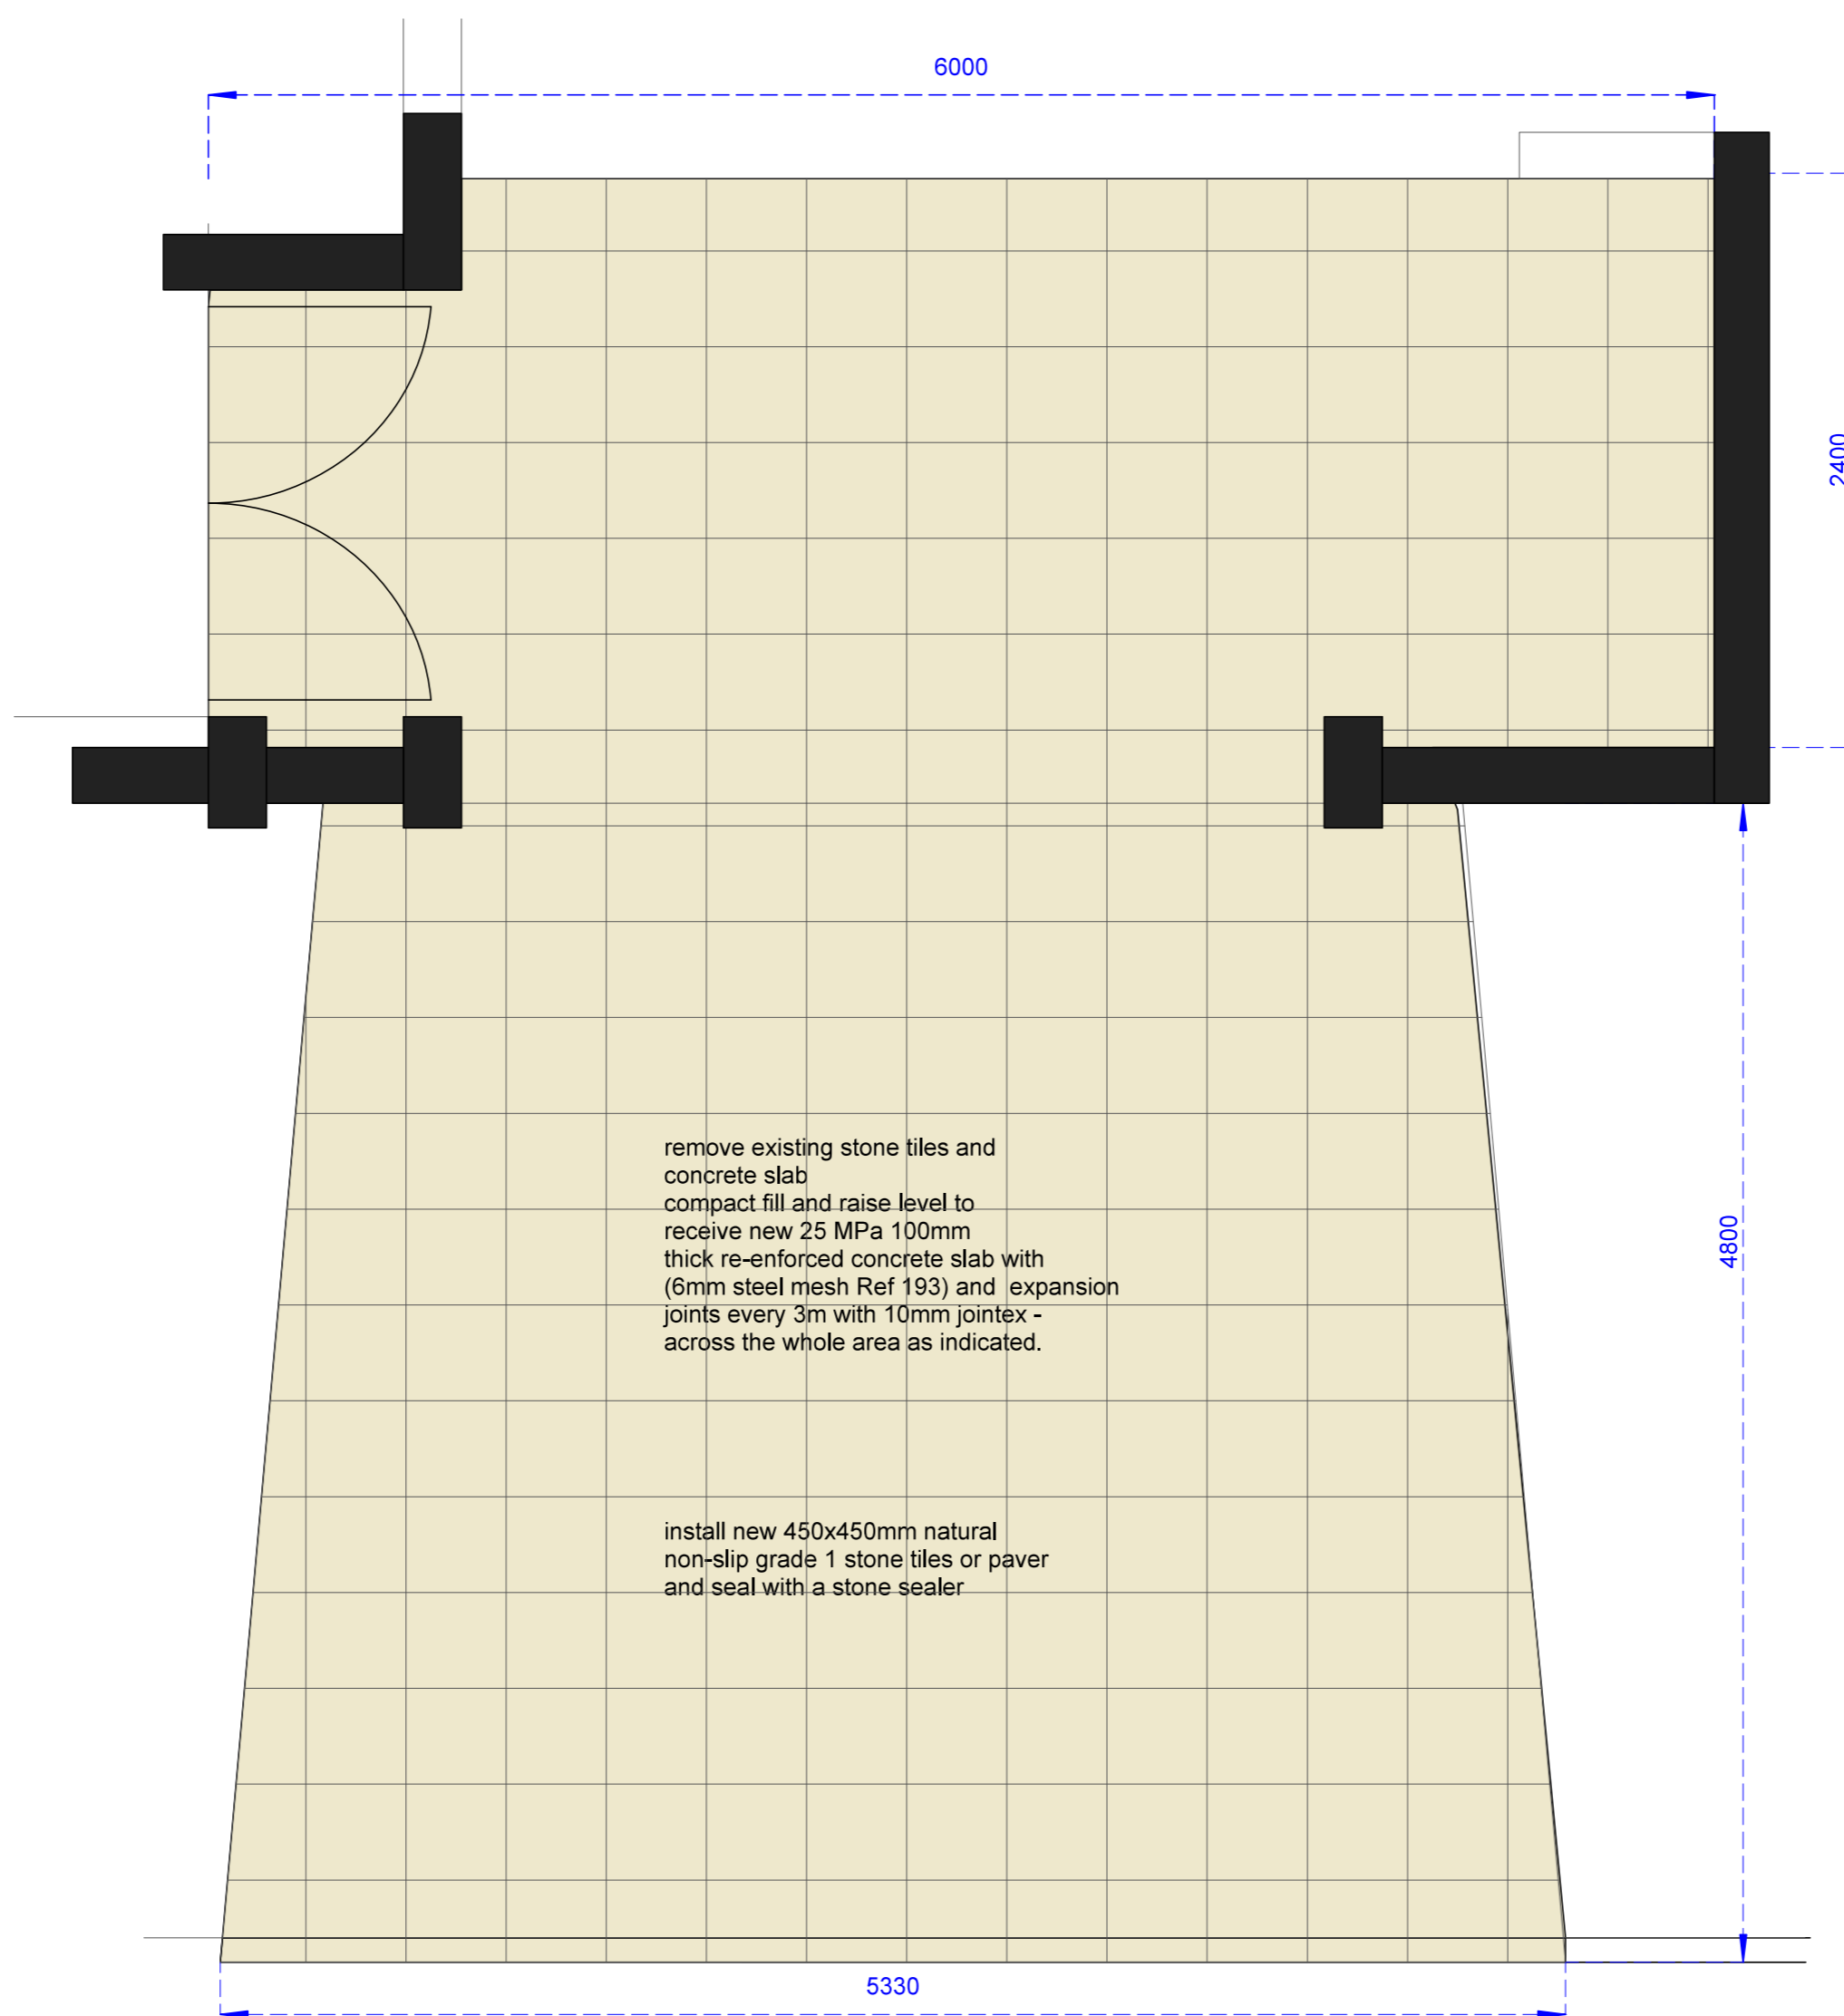 6000
2400
remove existing stone tiles and
concrete slab
compact fill and raise level to
receive new 25 MPa 100mm
thick re-enforced concrete slab with
(6mm steel mesh Ref 193) and  expansion
joints every 3m with 10mm jointex -
across the whole area as indicated.
4800
install new 450x450mm natural
non-slip grade 1 stone tiles or paver
and seal with a stone sealer
5330